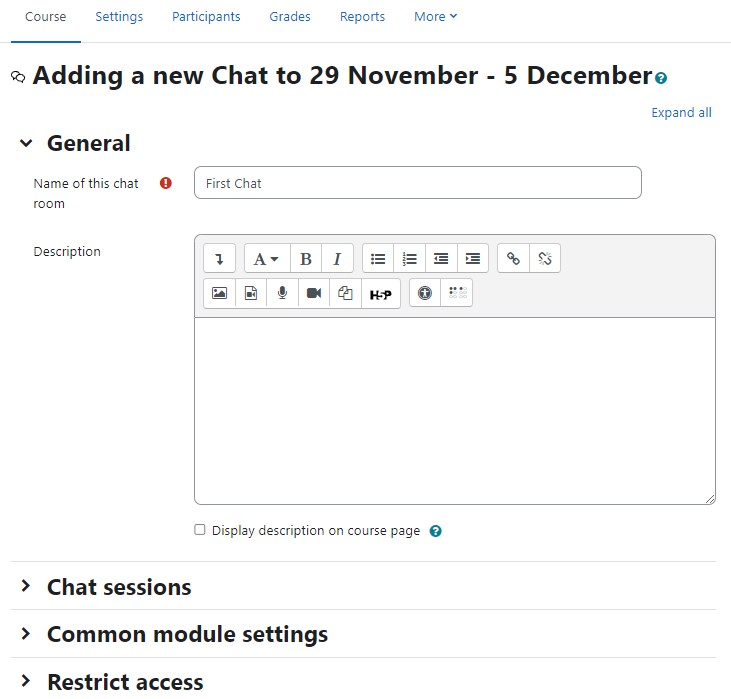 Course Settings Participants Grades Reports More
Adding a new Chat to 29 November - 5 December
Expand all
General
Name of this chat
room
First Chat
Description
A B I
H5P
Display description on course page
Chat sessions
Common module settings
Restrict access